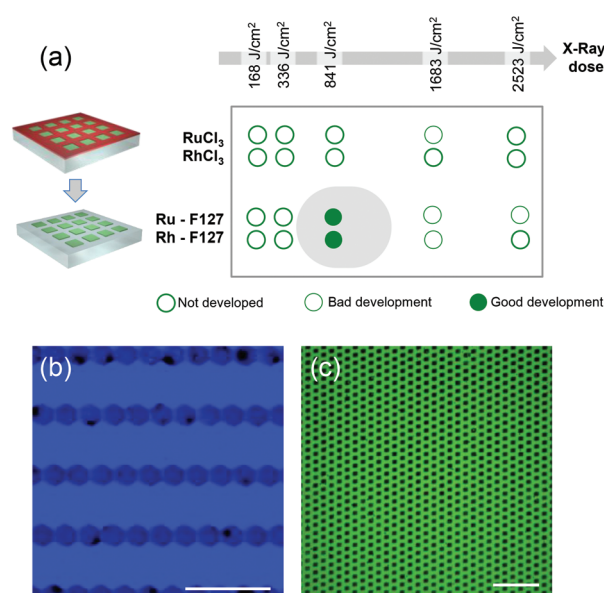 (a)
168 J/cm²
336 J/cm²
841 J/cm²
1683 J/cm²
2523 J/cm²
X-Ray
dose
RuCl₃
RhCl₃
Ru - F127
Rh - F127
Not developed
Bad development
Good development
(b)
(c)